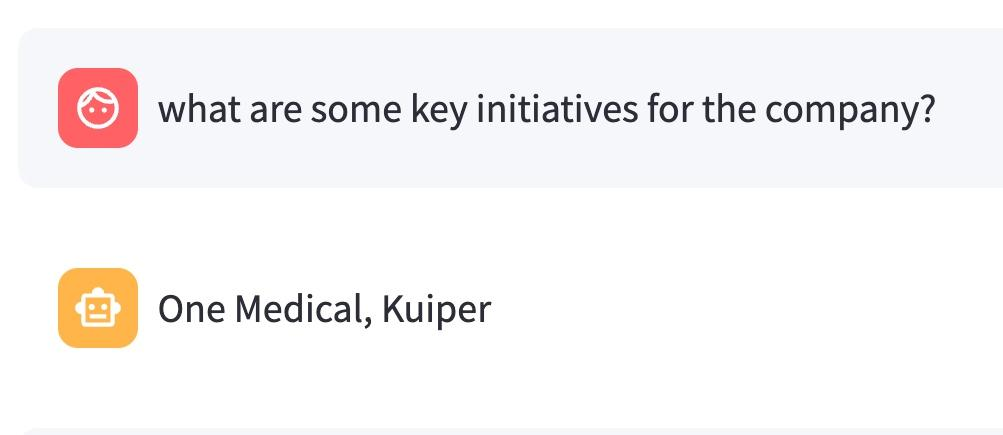 what are some key initiatives for the company?
One Medical, Kuiper